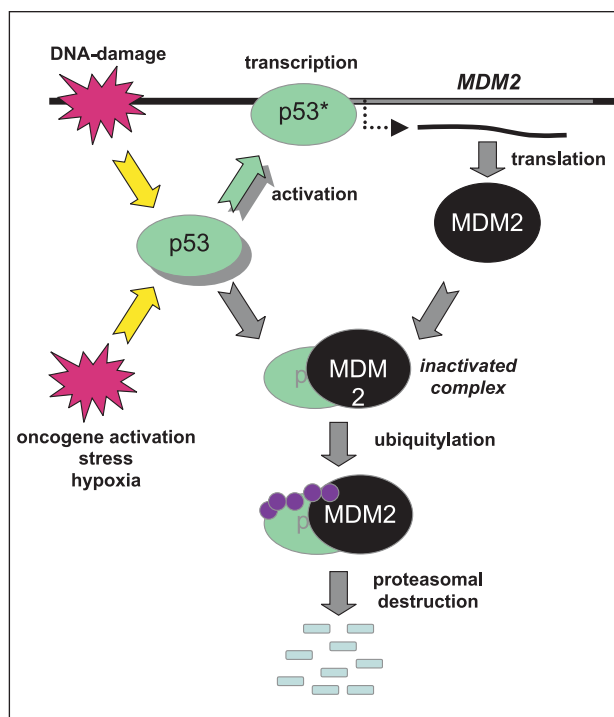 DNA-damage
transcription
MDM2
p53*
translation
activation
MDM2
p53
inactivated
complex
p
MDM
2
oncogene activation
stress
hypoxia
ubiquitylation
p
MDM2
proteasomal
destruction